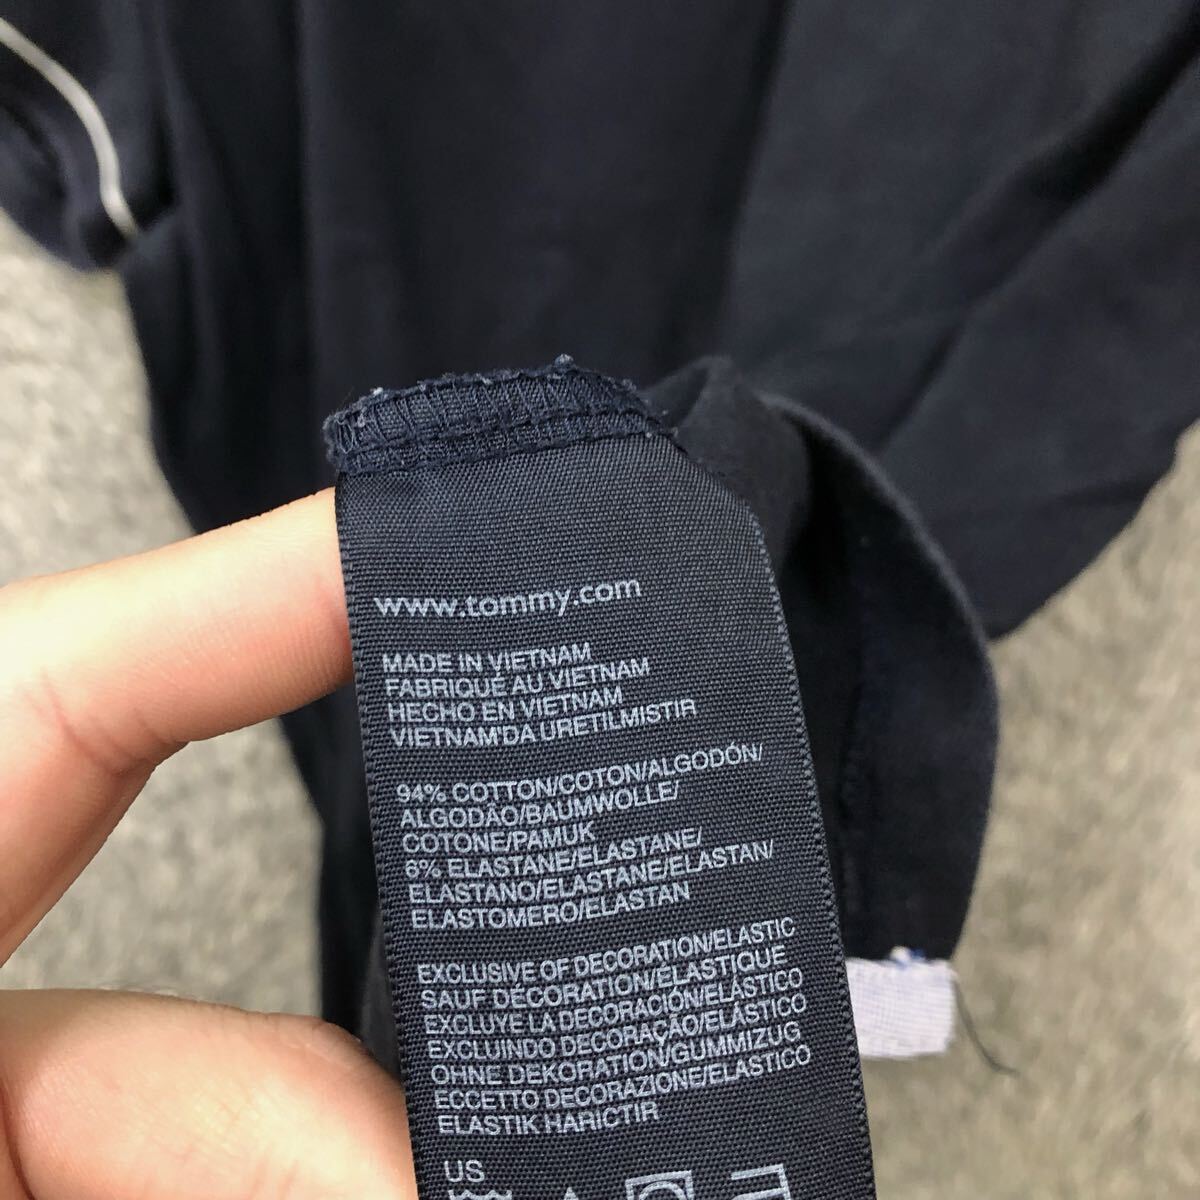 www.tommy.com
MADE IN VIETNAM
FABRIQUÉ AU VIETNAM
HECHO EN VIETNAM
VIETNAM'DA URETILMISTIR
94% COTTON/COTON/ALGODÓN/
ALGODÃO/BAUMWOLLE/
COTONE/PAMUK
6% ELASTANE/ELASTANE/
ELASTANO/ELASTANE/ELASTAN/
ELASTOMERO/ELASTAN
EXCLUSIVE OF DECORATION/ELASTIC
SAUF DÉCORATION/ÉLASTIQUE
EXCLUYE LA DECORACIÓN/ELÁSTICO
EXCLUINDO DECORAÇÃO/ELÁSTICO
OHNE DEKORATION/GUMMIZUG
ECCETTO DECORAZIONE/ELASTICO
ELASTIK HARICTIR
US